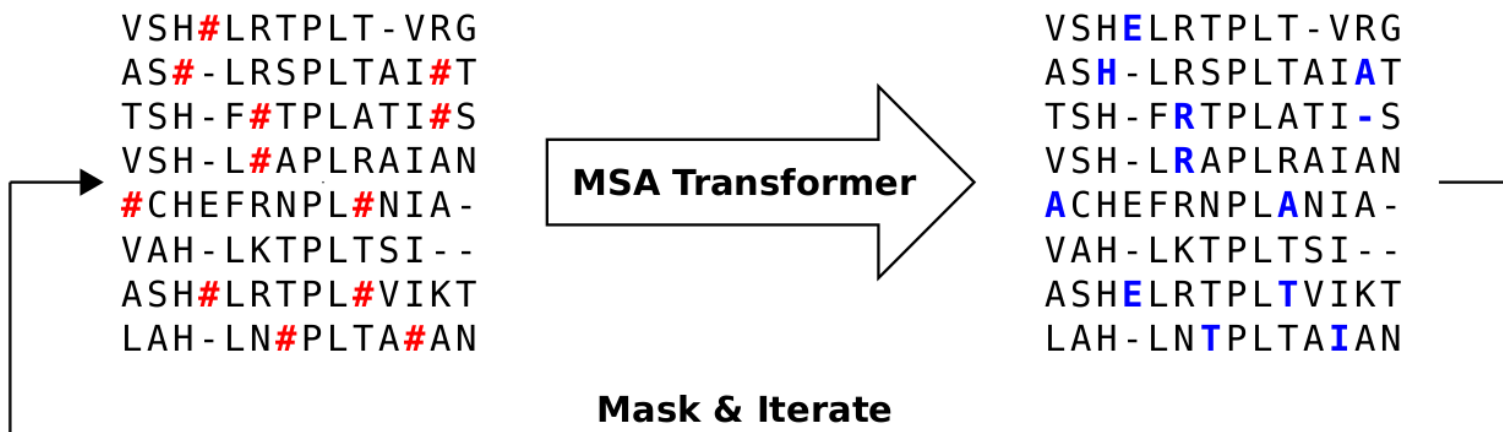 VSH#LRTPLT-VRG
AS#-LRSPLTAI#T
TSH-F#TPLATI#S
VSH-L#APLRAIAN
#CHEFRNPL#NIA-
VAH-LKTPLTSI--
ASH#LRTPL#VIKT
LAH-LN#PLTA#AN
MSA Transformer
Mask & Iterate
VSHELRTPLT-VRG
ASH-LRSPLTAIAT
TSH-FRTPLATI-S
VSH-LRAPLRAIAN
ACHEFRNPLANIA-
VAH-LKTPLTSI--
ASHELRTPLTVIKT
LAH-LNTPLTAIAN